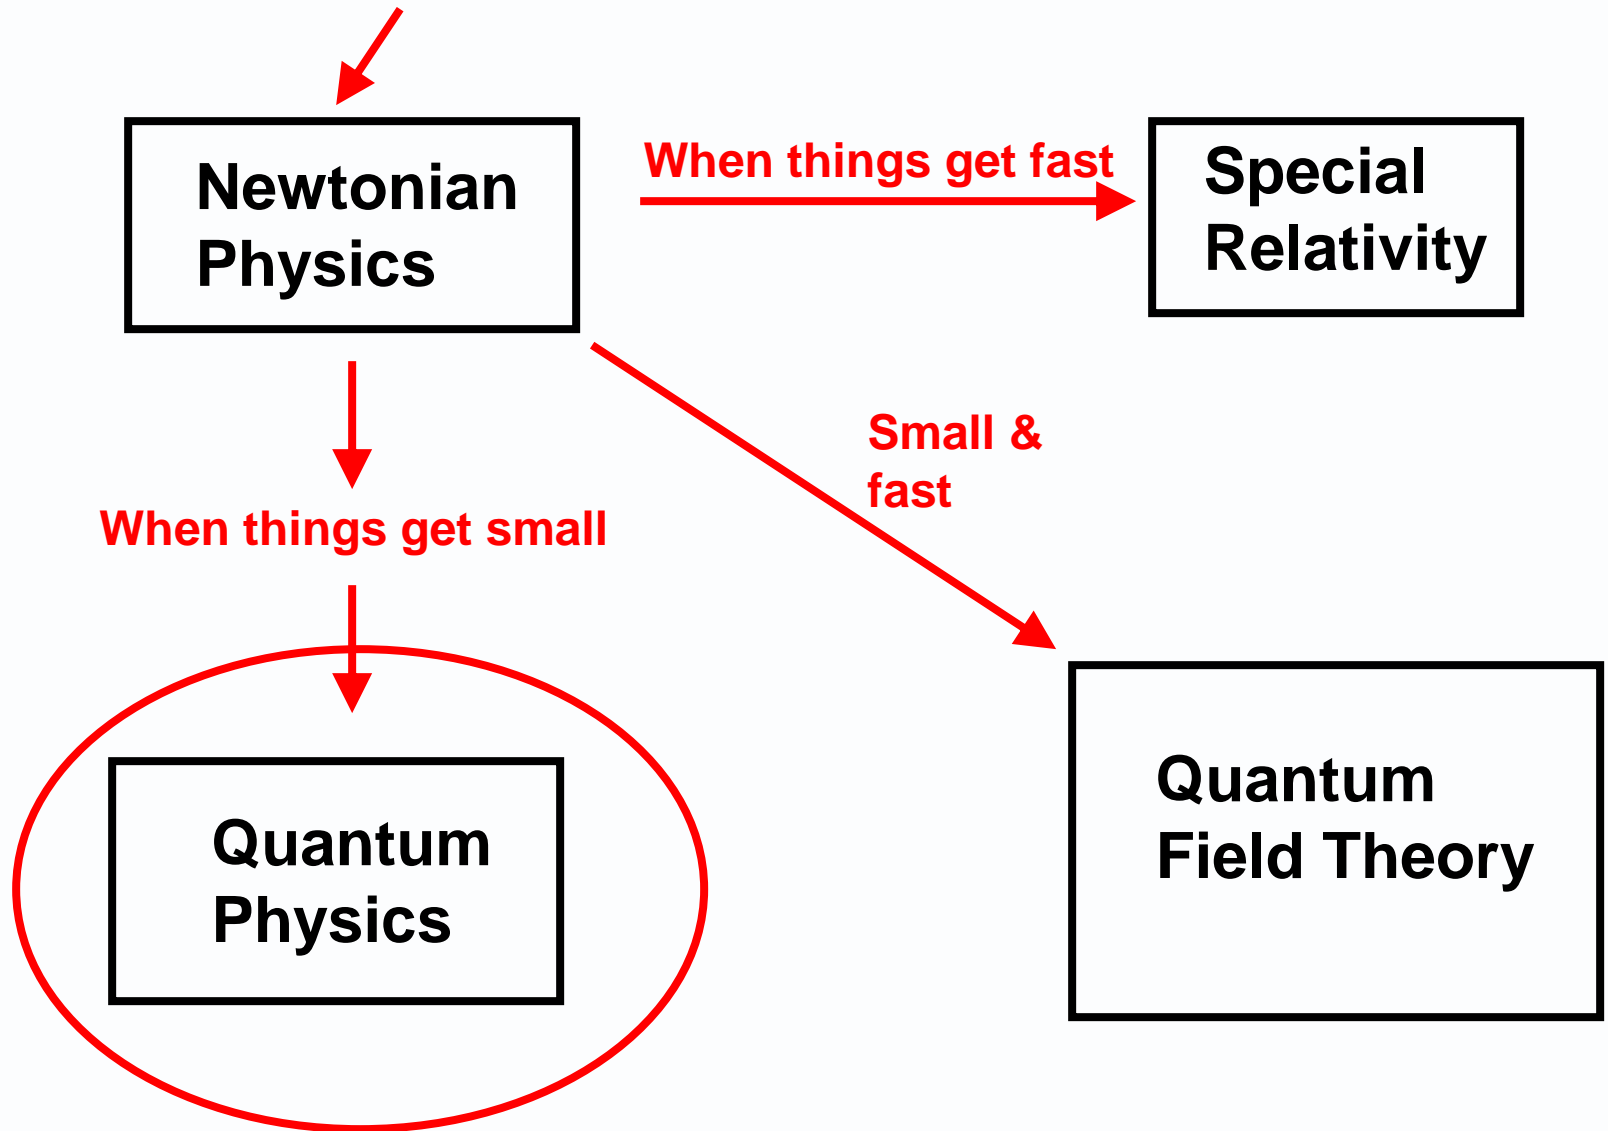 Newtonian
Physics
When things get fast
Special
Relativity
Small &
fast
When things get small
Quantum
Physics
Quantum
Field Theory